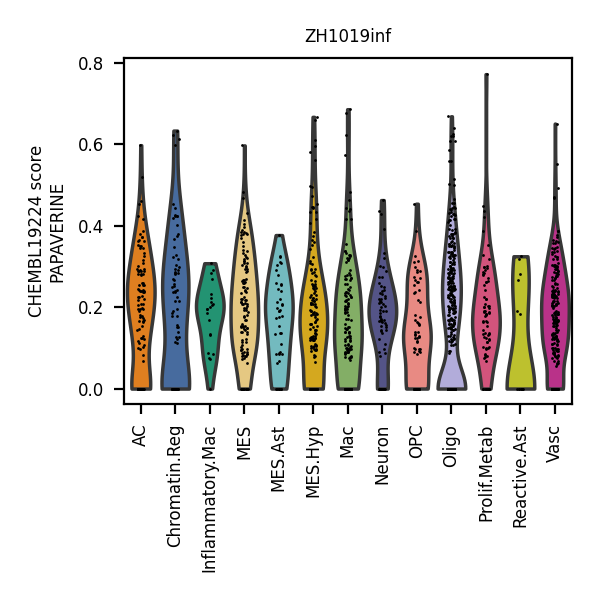 ZH1019inf
CHEMBL19224 score
PAPAVERINE
0.8
0.6
0.4
0.2
0.0
AC
Chromatin.Reg
Inflammatory.Mac
MES
MES.Ast
MES.Hyp
Mac
Neuron
OPC
Oligo
Prolif.Metab
Reactive.Ast
Vasc